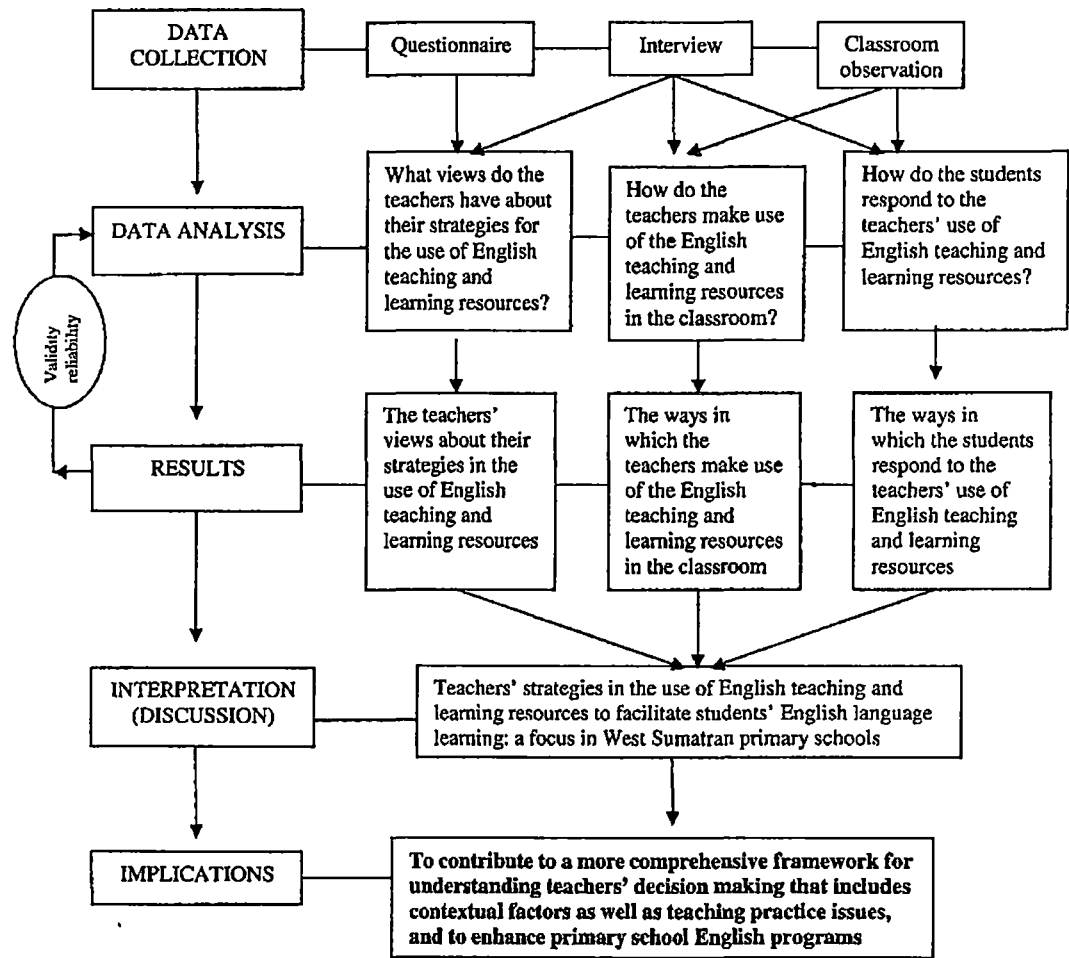 DATA
COLLECTION
Questionnaire
Interview
Classroom
observation
DATA ANALYSIS
What views do the
teachers have about
their strategies for
the use of English
teaching and
learning resources?
How do the
teachers make use
of the English
teaching and
learning resources
in the classroom?
How do the students
respond to the
teachers' use of
English teaching and
learning resources?
Validity
reliability
RESULTS
The teachers'
views about their
strategies in the
use of English
teaching and
learning resources
The ways in
which the
teachers make use
of the English
teaching and
learning resources
in the classroom
The ways in
which the students
respond to the
teachers' use of
English teaching
and learning
resources
INTERPRETATION
(DISCUSSION)
Teachers' strategies in the use of English teaching and
learning resources to facilitate students' English language
learning: a focus in West Sumatran primary schools
IMPLICATIONS
To contribute to a more comprehensive framework for
understanding teachers' decision making that includes
contextual factors as well as teaching practice issues,
and to enhance primary school English programs